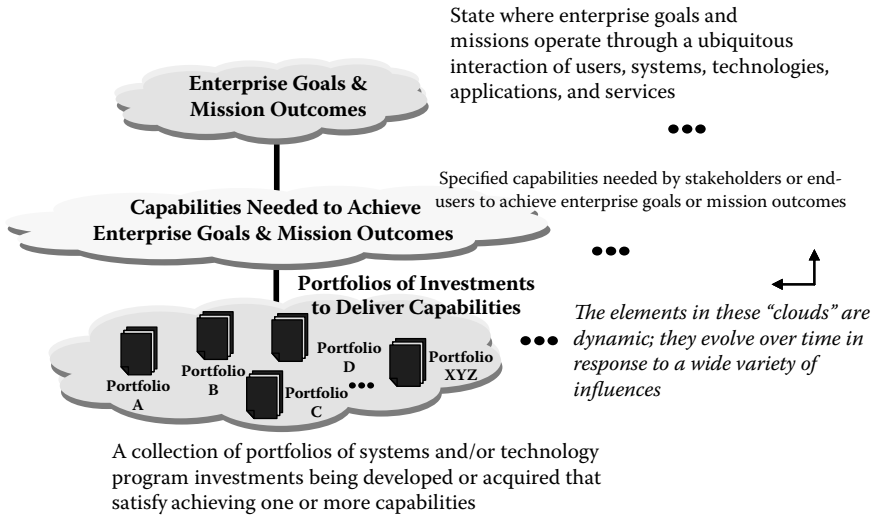 State where enterprise goals and
missions operate through a ubiquitous
interaction of users, systems, technologies,
applications, and services
Enterprise Goals &
Mission Outcomes
Specified capabilities needed by stakeholders or end-
users to achieve enterprise goals or mission outcomes
Capabilities Needed to Achieve
Enterprise Goals & Mission Outcomes
Portfolios of Investments
to Deliver Capabilities
The elements in these “clouds” are
dynamic; they evolve over time in
response to a wide variety of
influences
Portfolio
A
Portfolio
B
Portfolio
C
Portfolio
D
Portfolio
XYZ
A collection of portfolios of systems and/or technology
program investments being developed or acquired that
satisfy achieving one or more capabilities